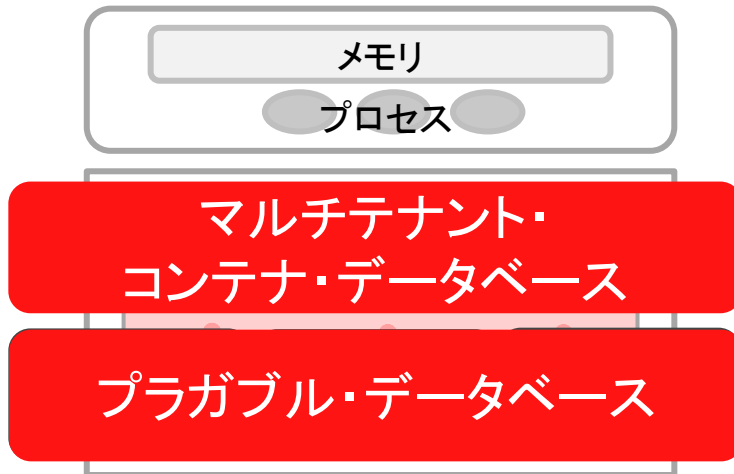 メモリ
プロセス
マルチテナント・
コンテナ・データベース
プラガブル・データベース